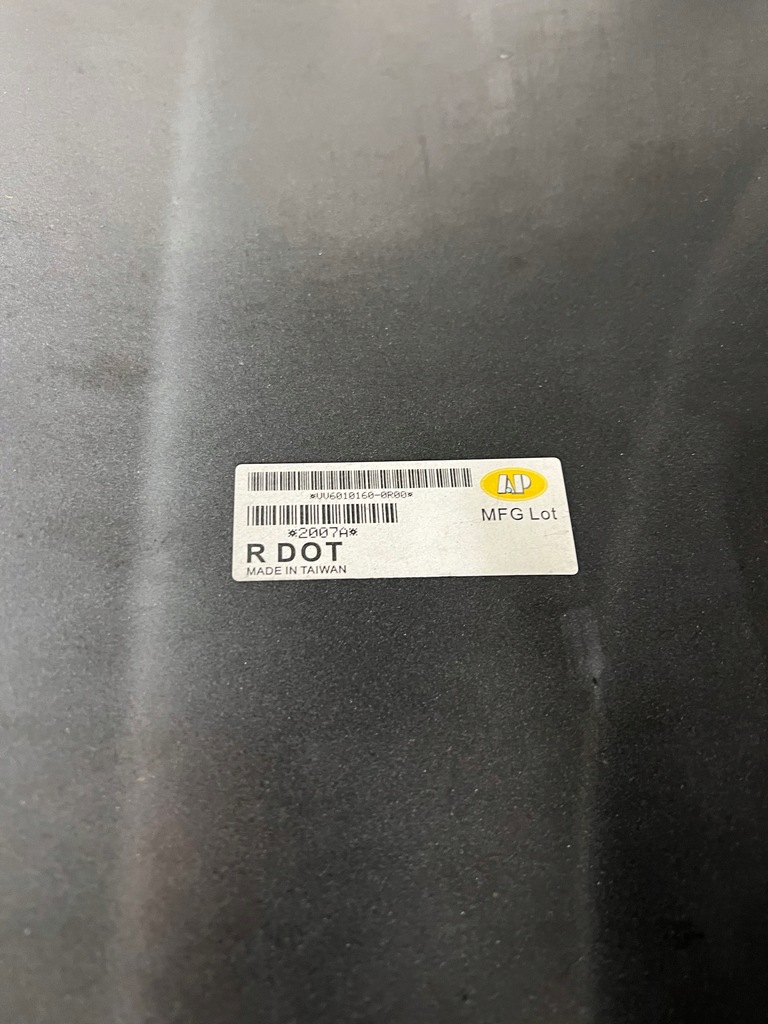 *VV6010160-0R00*
AP
MFG Lot
*2007A*
R DOT
MADE IN TAIWAN